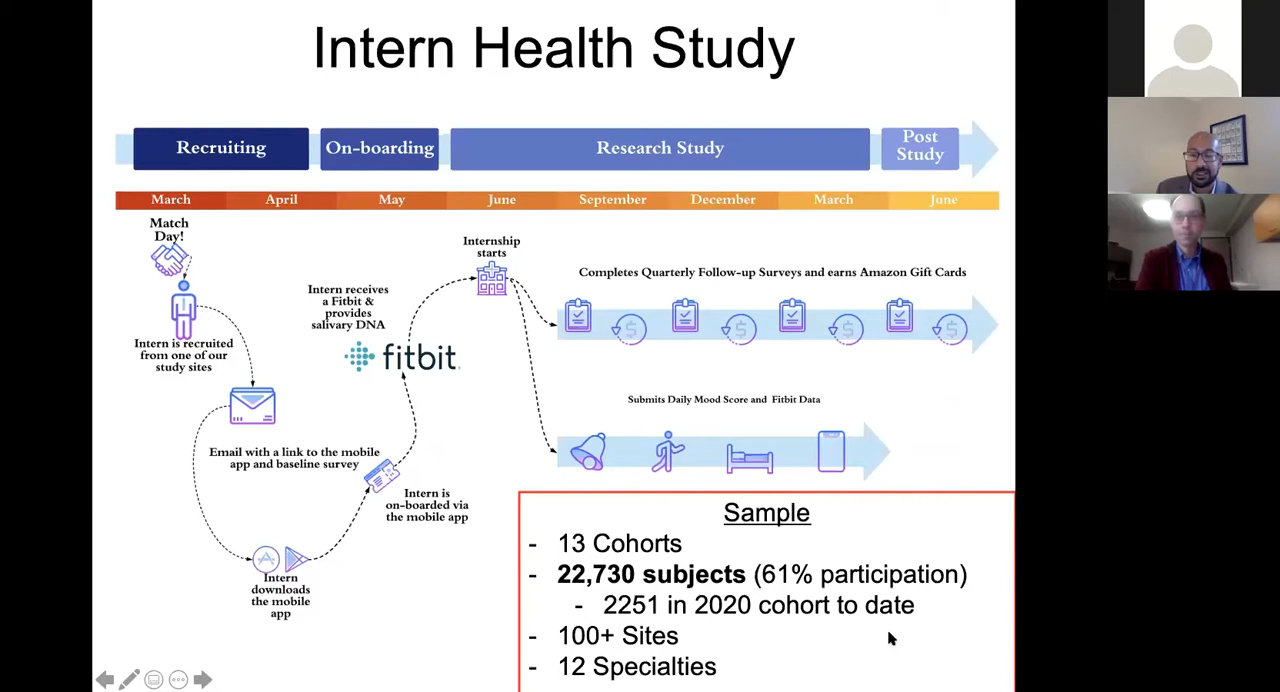 Intern Health Study
Recruiting
On-boarding
Research Study
Post
Study
March
April
May
June
September
December
March
June
Match
Day!
Intern is recruited
from one of our
study sites
Email with a link to the mobile
app and baseline survey
Intern
downloads
the mobile
app
Intern is
on-boarded via
the mobile app
Intern receives
a Fitbit &
provides
salivary DNA
fitbit
Internship
starts
Completes Quarterly Follow-up Surveys and earns Amazon Gift Cards
$
$
$
$
Submits Daily Mood Score and Fitbit Data
Sample
- 13 Cohorts
- 22,730 subjects (61% participation)
- 2251 in 2020 cohort to date
- 100+ Sites
- 12 Specialties